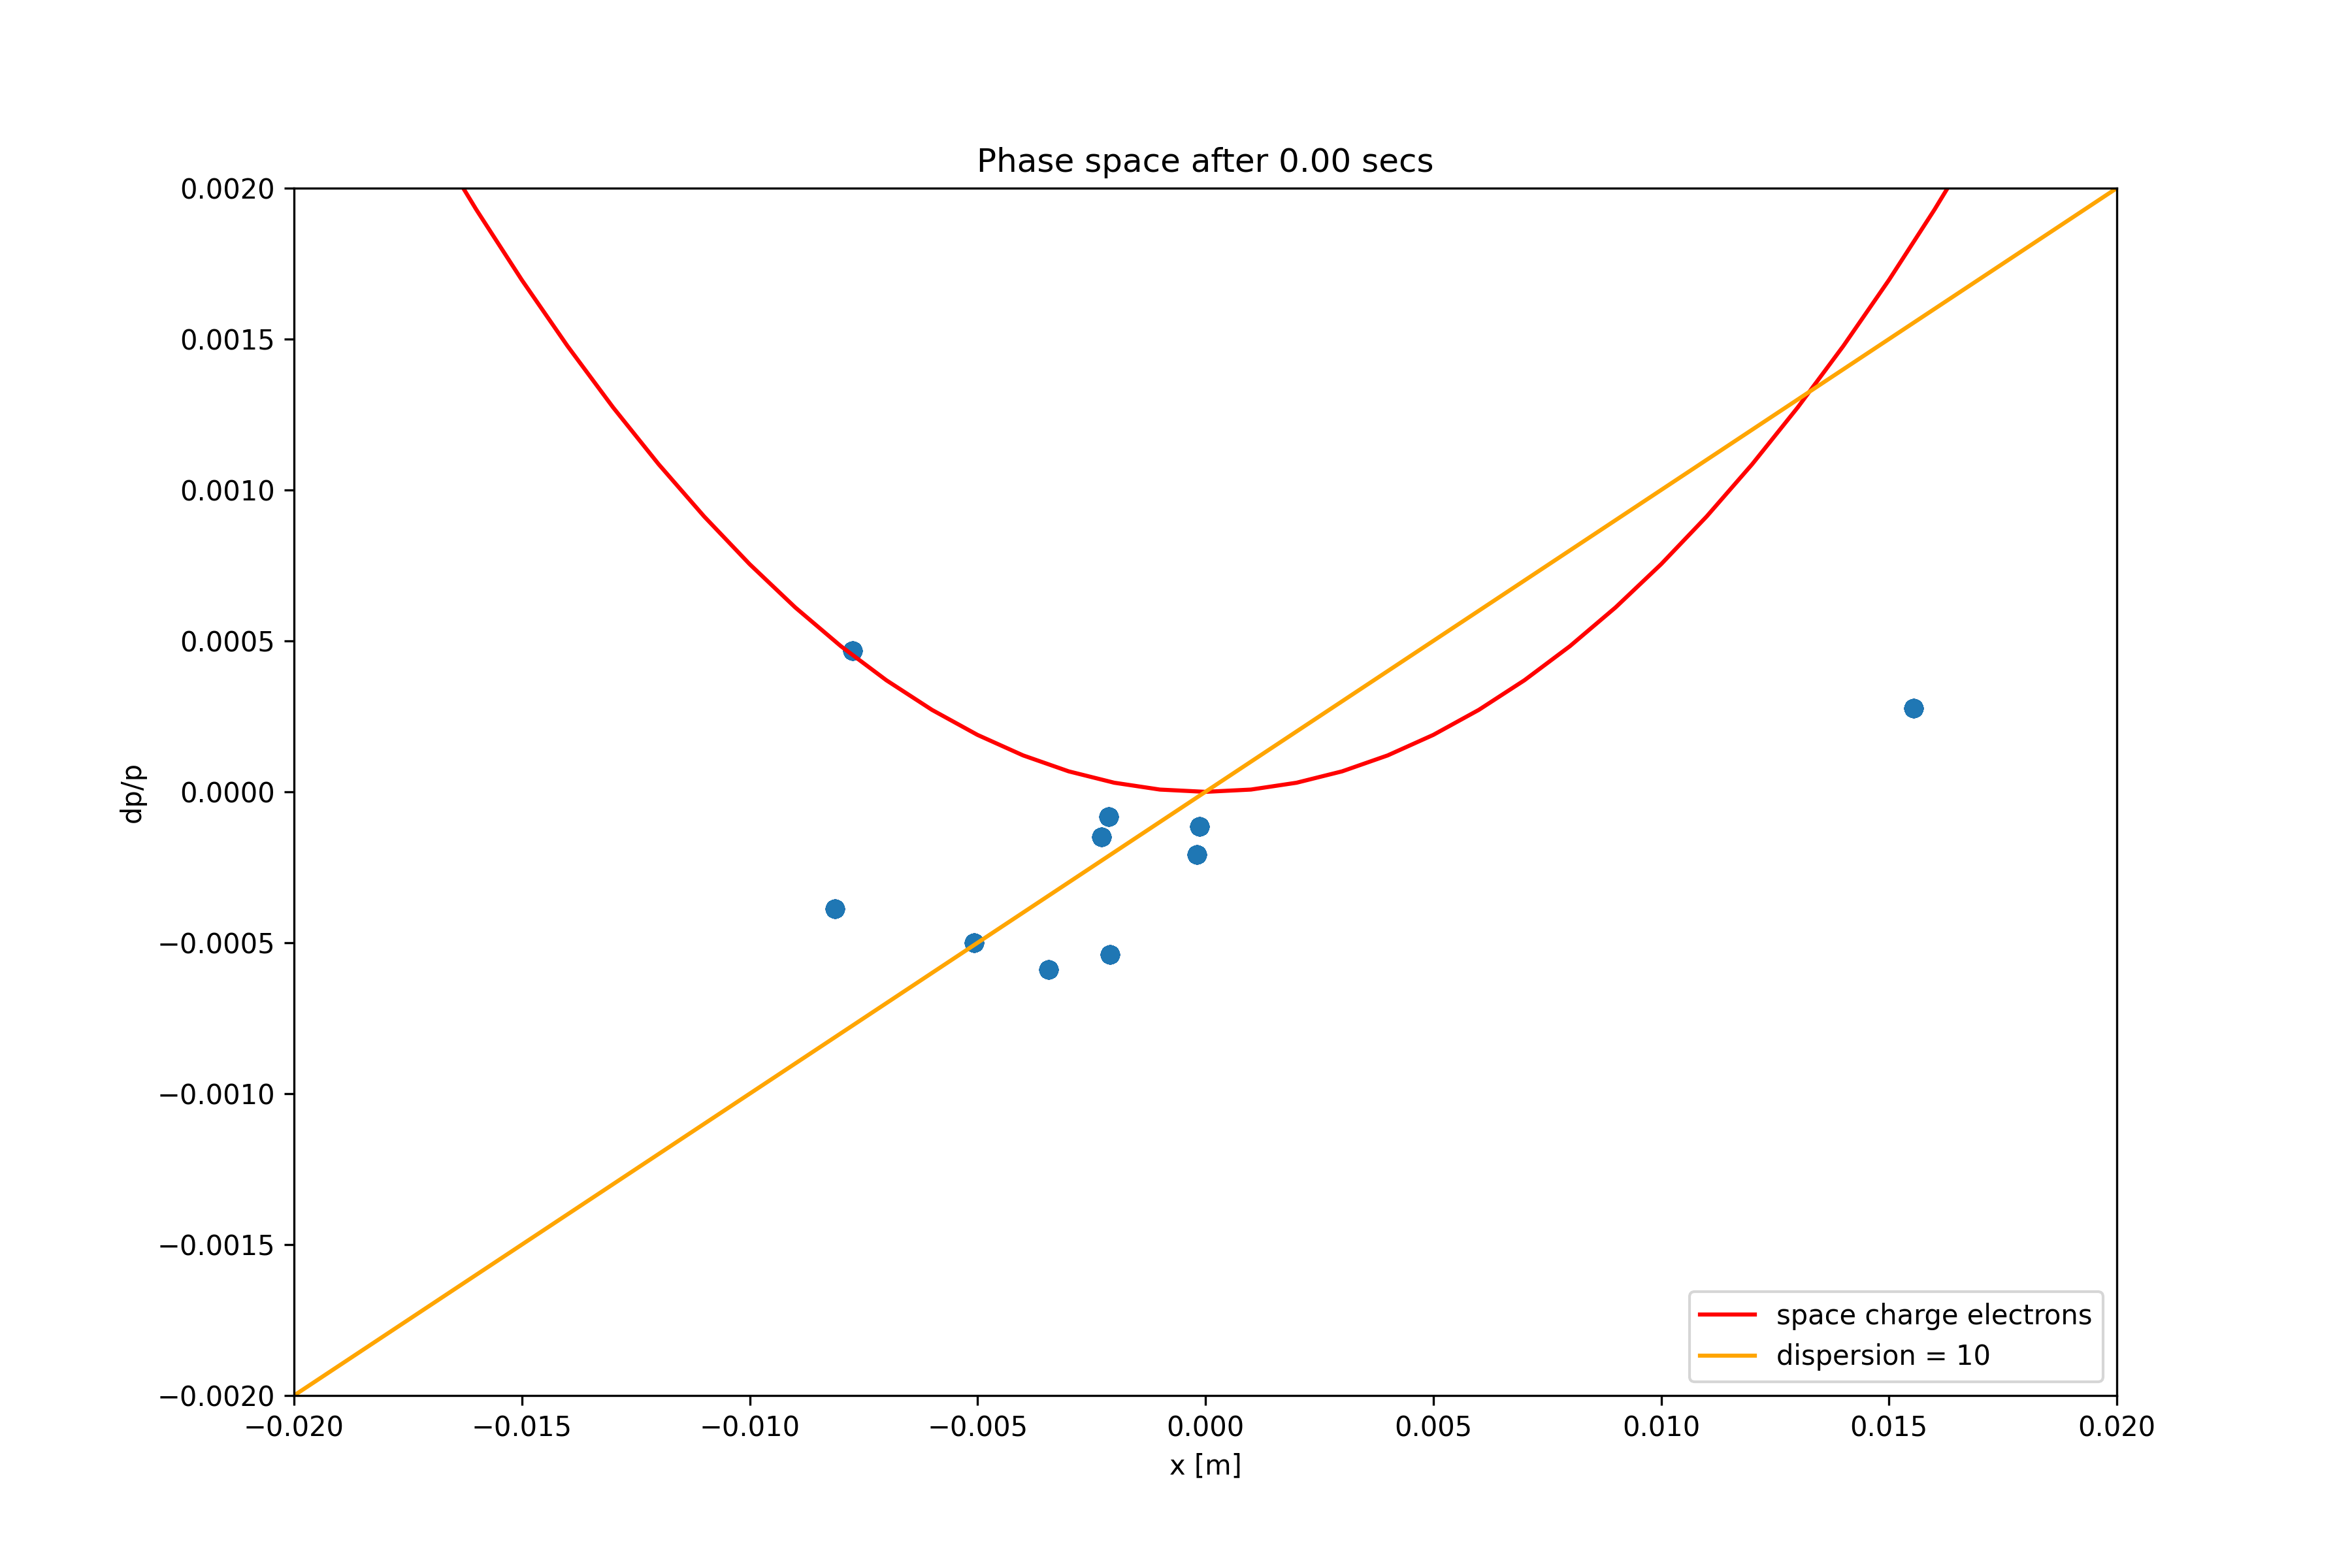 Phase space after 0.00 secs
0.0020
0.0015
0.0010
0.0005
0.0000
−0.0005
−0.0010
−0.0015
−0.0020
dp/p
−0.020 −0.015 −0.010 −0.005 0.000 0.005 0.010 0.015 0.020
x [m]
space charge electrons
dispersion = 10